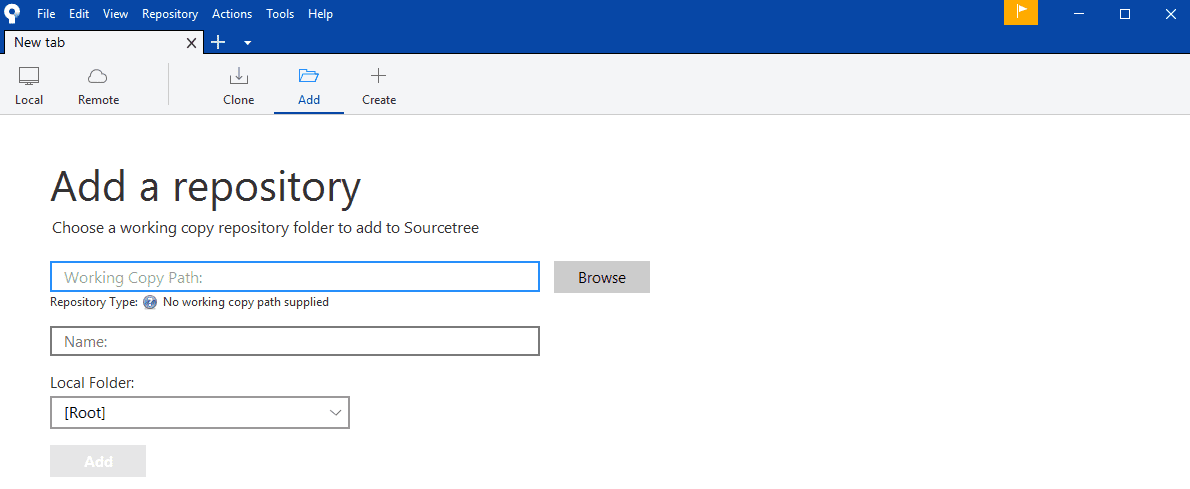 File Edit View Repository Actions Tools Help
New tab
Local Remote Clone Add Create
Add a repository
Choose a working copy repository folder to add to Sourcetree
Working Copy Path: Browse
Repository Type: No working copy path supplied
Name:
Local Folder:
[Root]
Add